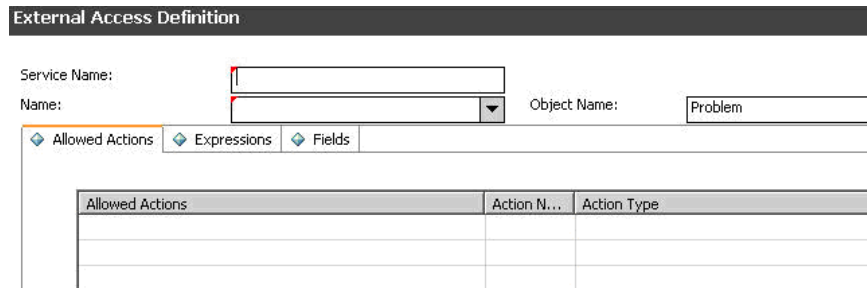 External Access Definition
Service Name:
Name: Object Name: Problem
Allowed Actions Expressions Fields
Allowed Actions Action N... Action Type